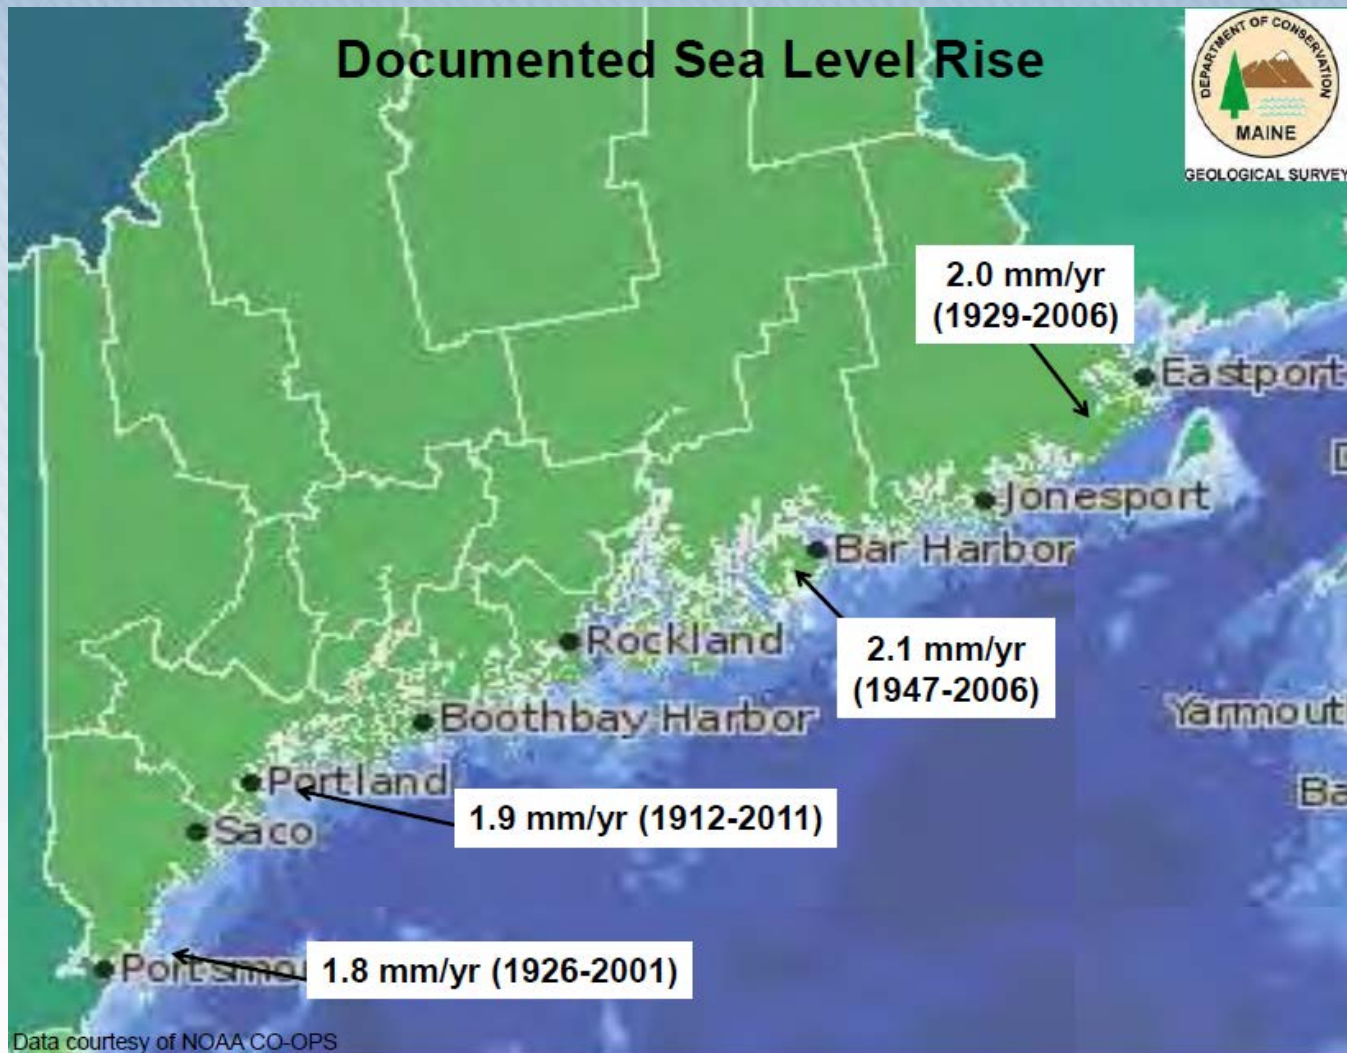 Documented Sea Level Rise
DEPARTMENT OF CONSERVATION
MAINE
GEOLOGICAL SURVEY
2.0 mm/yr
(1929-2006)
Eastport
Jonesport
Bar Harbor
Rockland
2.1 mm/yr
(1947-2006)
Boothbay Harbor
Portland
1.9 mm/yr (1912-2011)
Saco
1.8 mm/yr (1926-2001)
Data courtesy of NOAA CO-OPS